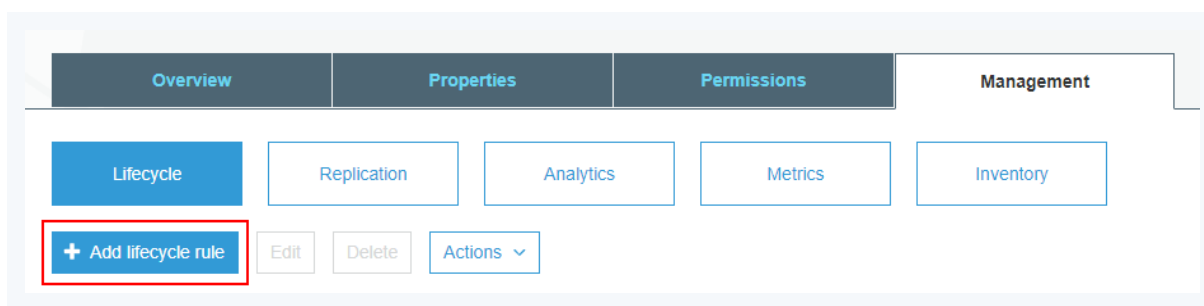 Overview Properties Permissions Management
Lifecycle Replication Analytics Metrics Inventory
+ Add lifecycle rule Edit Delete Actions